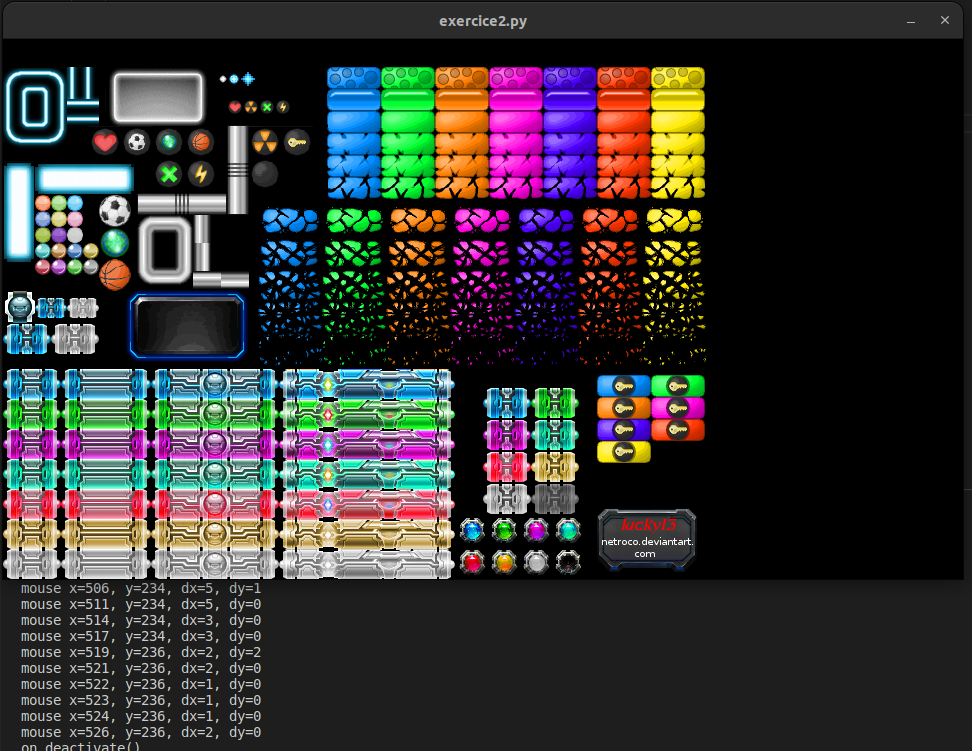 exercice2.py
lucky13
netroco.deviantart.
com
mouse x=506, y=234, dx=5, dy=1
mouse x=511, y=234, dx=5, dy=0
mouse x=514, y=234, dx=3, dy=0
mouse x=517, y=234, dx=3, dy=0
mouse x=519, y=236, dx=2, dy=2
mouse x=521, y=236, dx=2, dy=0
mouse x=522, y=236, dx=1, dy=0
mouse x=523, y=236, dx=1, dy=0
mouse x=524, y=236, dx=1, dy=0
mouse x=526, y=236, dx=2, dy=0
on_deactivate()